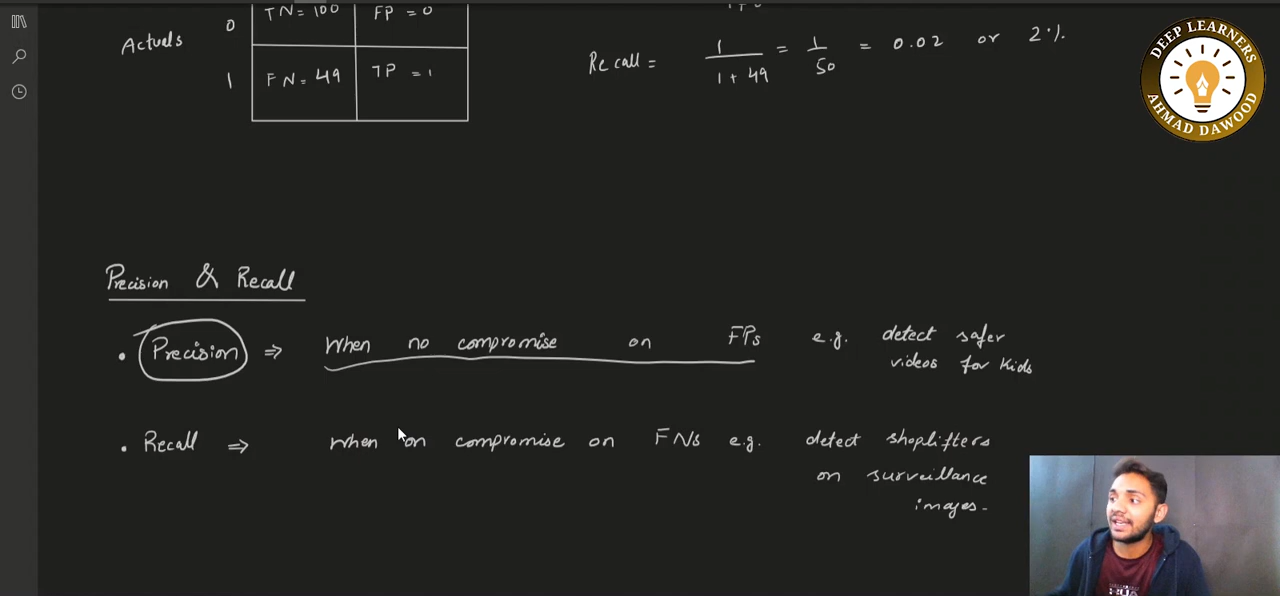 TN = 100 FP = 0
0
Actuals
Recall = 1 / 1 + 49 = 1 / 50 = 0.02 or 2%
1 FN = 49 TP = 1
DEEP LEARNERS
AHMAD DAWOOD
Precision & Recall
• Precision ⇒ When no compromise on FPs e.g. detect safer
videos for kids
• Recall ⇒ When on compromise on FNs e.g. detect shoplifters
on surveillance
images.